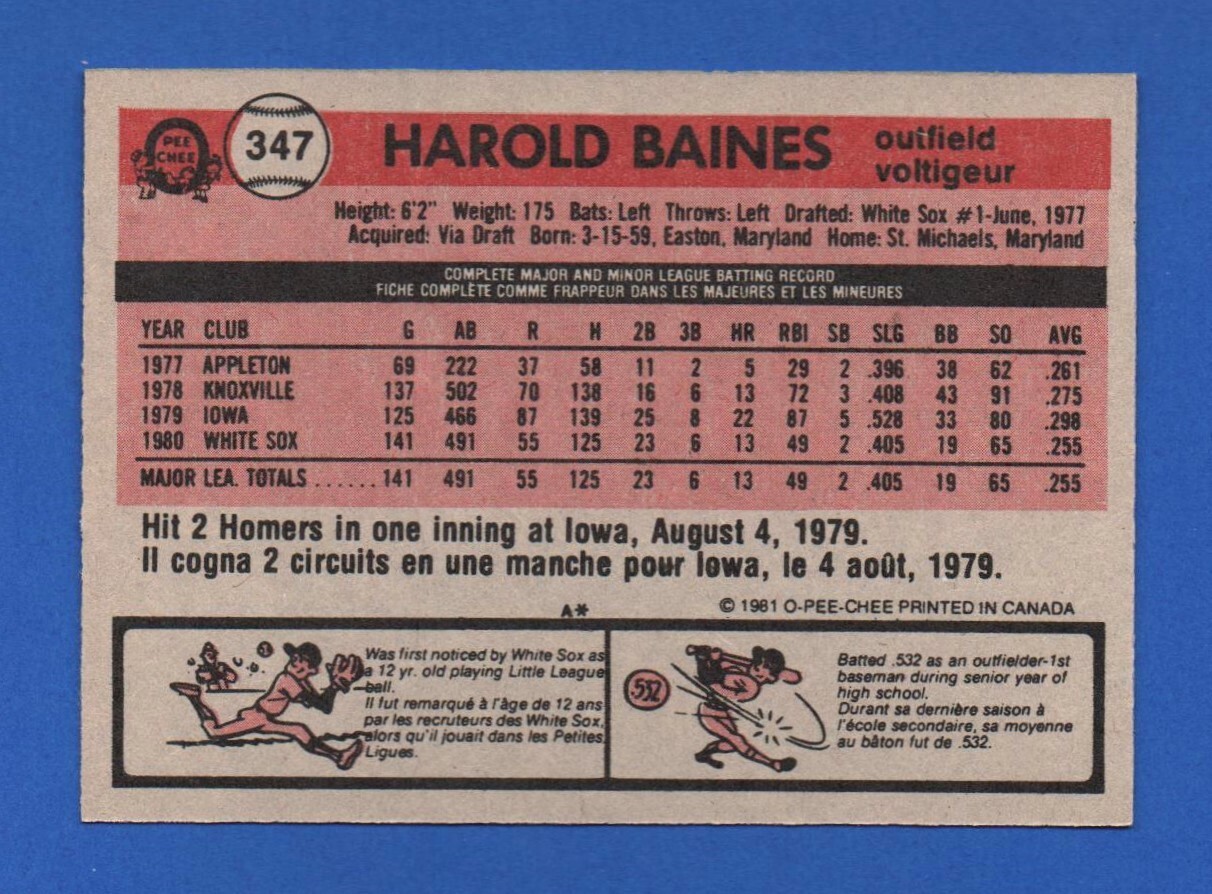 PEE
CHEE
347
HAROLD BAINES
outfield
voltigeur
Height: 6'2" Weight: 175 Bats: Left Throws: Left Drafted: White Sox #1-June, 1977
Acquired: Via Draft Born: 3-15-59, Easton, Maryland Home: St. Michaels, Maryland
COMPLETE MAJOR AND MINOR LEAGUE BATTING RECORD
FICHE COMPLÈTE COMME FRAPPEUR DANS LES MAJEURES ET LES MINEURES
YEAR CLUB G AB R H 2B 3B HR RBI SB SLG BB SO AVG
1977 APPLETON 69 222 37 58 11 2 5 29 2 .396 38 62 .261
1978 KNOXVILLE 137 502 70 138 16 6 13 72 3 .408 43 91 .275
1979 IOWA 125 466 87 139 25 8 22 87 5 .528 33 80 .298
1980 WHITE SOX 141 491 55 125 23 6 13 49 2 .405 19 65 .255
MAJOR LEA. TOTALS ...... 141 491 55 125 23 6 13 49 2 .405 19 65 .255
Hit 2 Homers in one inning at Iowa, August 4, 1979.
Il cogna 2 circuits en une manche pour Iowa, le 4 août, 1979.
A* © 1981 O-PEE-CHEE PRINTED IN CANADA
Was first noticed by White Sox as
a 12 yr. old playing Little League
ball.
Il fut remarqué à l'âge de 12 ans
par les recruteurs des White Sox,
alors qu'il jouait dans les Petites
Ligues.
.532
Batted .532 as an outfielder-1st
baseman during senior year of
high school.
Durant sa dernière saison à
l'école secondaire, sa moyenne
au bâton fut de .532.